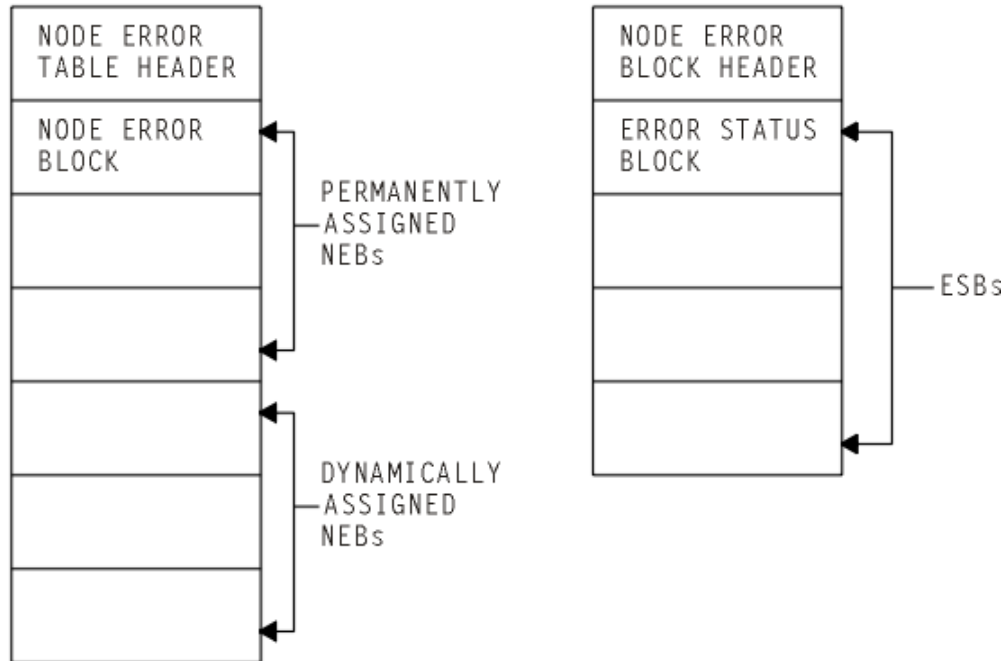 NODE ERROR
TABLE HEADER
NODE ERROR
BLOCK
PERMANENTLY
ASSIGNED
NEBs
DYNAMICALLY
ASSIGNED
NEBs
NODE ERROR
BLOCK HEADER
ERROR STATUS
BLOCK
ESBs